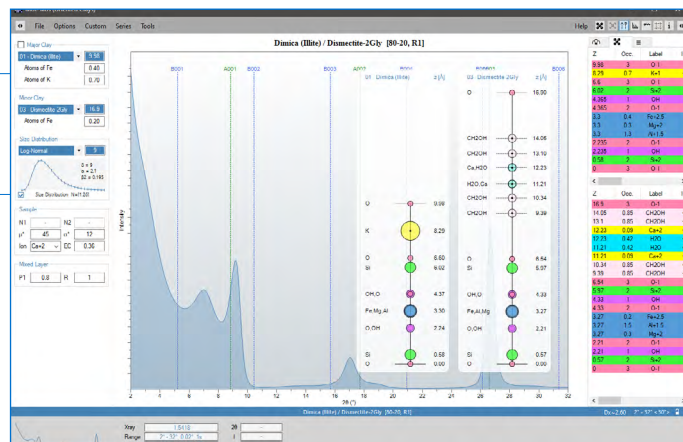 File Options Custom Series Tools Help
Dimica (Illite) / Dismectite-2Gly [80-20, R1]
Major Clay
01 - Dimica (Illite) 9.98
Atoms of Fe 0.40
Atoms of K 0.70
Minor Clay
03 - Dismectite-2Gly 16.9
Atoms of Fe 0.20
Size Distribution
Log-Normal 9
Size Distribution
Sample
N1 - N2 -
45 12
Ion Ca+2 EC 0.36
Mixed Layer
P1 0.8 R 1
Intensity
B001 A001 B002 B006
01 Dimica (Illite) z [Å]
O 9.98
K 8.29
O 6.60
Si 6.02
OH,O 4.37
Fe,Mg,Al 3.30
O,OH 2.24
Si 0.58
O 0.00
03 Dismectite-2Gly z [Å]
O 16.90
CH2OH 14.05
CH2OH 13.10
Ca,H2O 12.23
H2O,Ca 11.21
CH2OH 10.34
CH2OH 9.39
O 6.54
Si 5.97
OH,O 4.33
Fe,Al,Mg 3.27
O,OH 2.21
Si 0.57
O 0.00
2 4 6 8 10 12 14 16 18 20 22 24 26 28 30 32
2θ (°)
Z Occ. Label
9.98 3 O-1
8.29 0.7 K+1
6.6 3 O-1
6.02 2 Si+2
4.365 1 OH
4.365 2 O-1
3.3 0.4 Fe+2.5
3.3 0.3 Mg+2
3.3 1.3 Al+1.5
2.235 2 O-1
2.235 1 OH
0.58 2 Si+2
0 3 O-1
Z Occ. Label
16.9 3 O-1
14.05 0.85 CH2OH
13.1 0.85 CH2OH
12.23 0.09 Ca+2
12.23 0.42 H2O
11.21 0.42 H2O
11.21 0.09 Ca+2
10.34 0.85 CH2OH
9.39 0.85 CH2OH
6.54 3 O-1
5.97 2 Si+2
4.33 1 OH
4.33 2 O-1
3.27 0.2 Fe+2.5
3.27 1.5 Al+1.5
3.27 0.3 Mg+2
2.21 2 O-1
2.21 1 OH
0.57 2 Si+2
0 3 O-1
Dimica (Illite) / Dismectite-2Gly [80-20, R1]
Xray 1.5418 2θ
Range 2° - 32°, 0.02°, 3s I